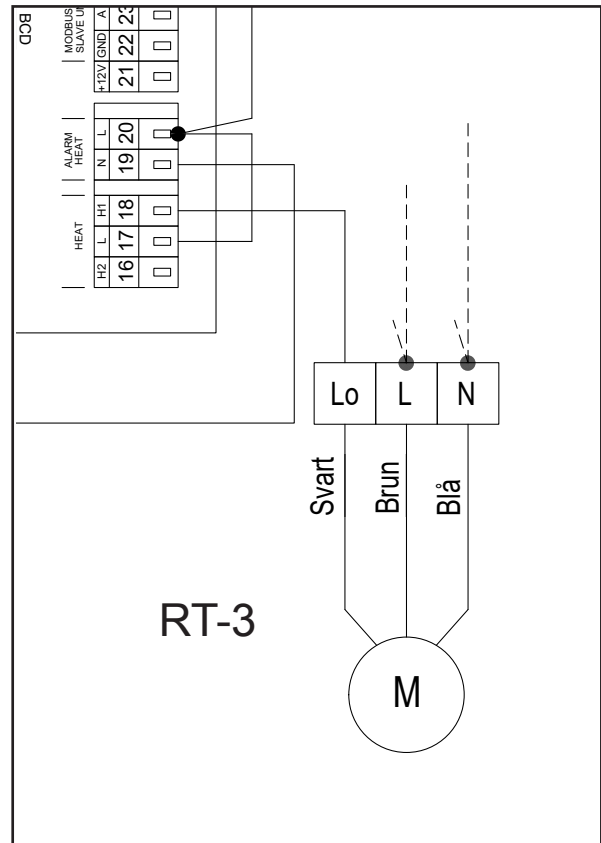 BCD
MODBUS
SLAVE UN
A 23
GND 22
+12V 21
ALARM
HEAT
L 20
N 19
HEAT
H1 18
L 17
H2 16
Lo L N
Svart Brun Blå
RT-3
M